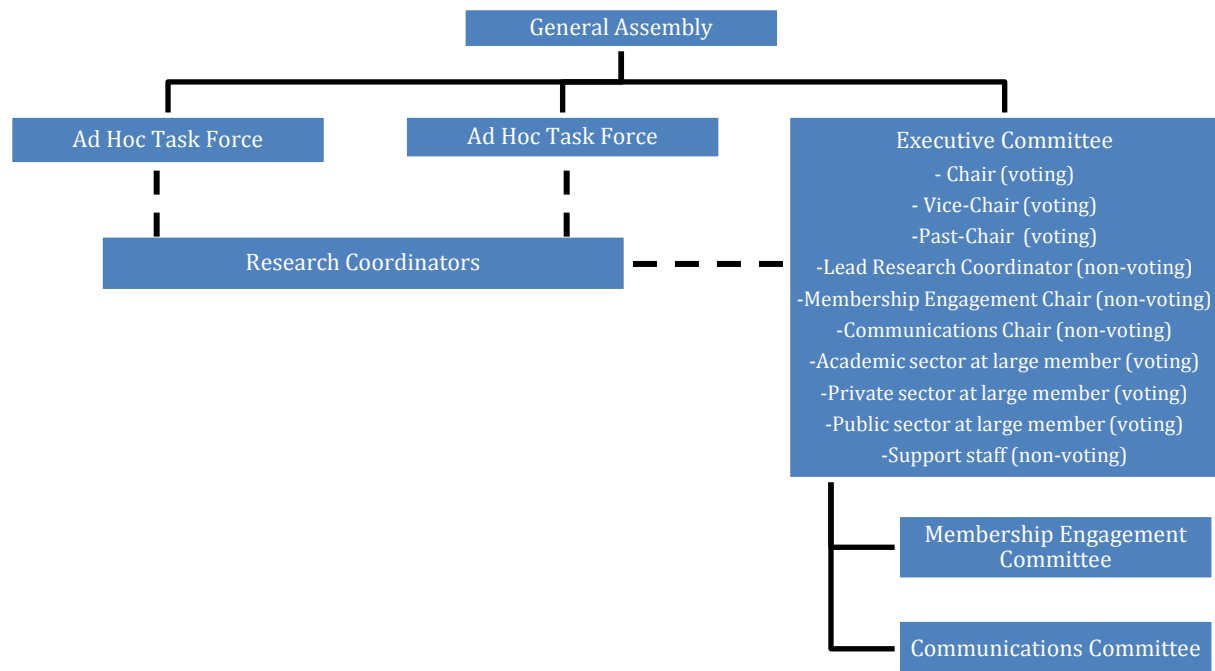 General Assembly
Ad Hoc Task Force
Ad Hoc Task Force
Executive Committee
- Chair (voting)
- Vice-Chair (voting)
-Past-Chair  (voting)
-Lead Research Coordinator (non-voting)
-Membership Engagement Chair (non-voting)
-Communications Chair (non-voting)
-Academic sector at large member (voting)
-Private sector at large member (voting)
-Public sector at large member (voting)
-Support staff (non-voting)
Research Coordinators
Membership Engagement
Committee
Communications Committee